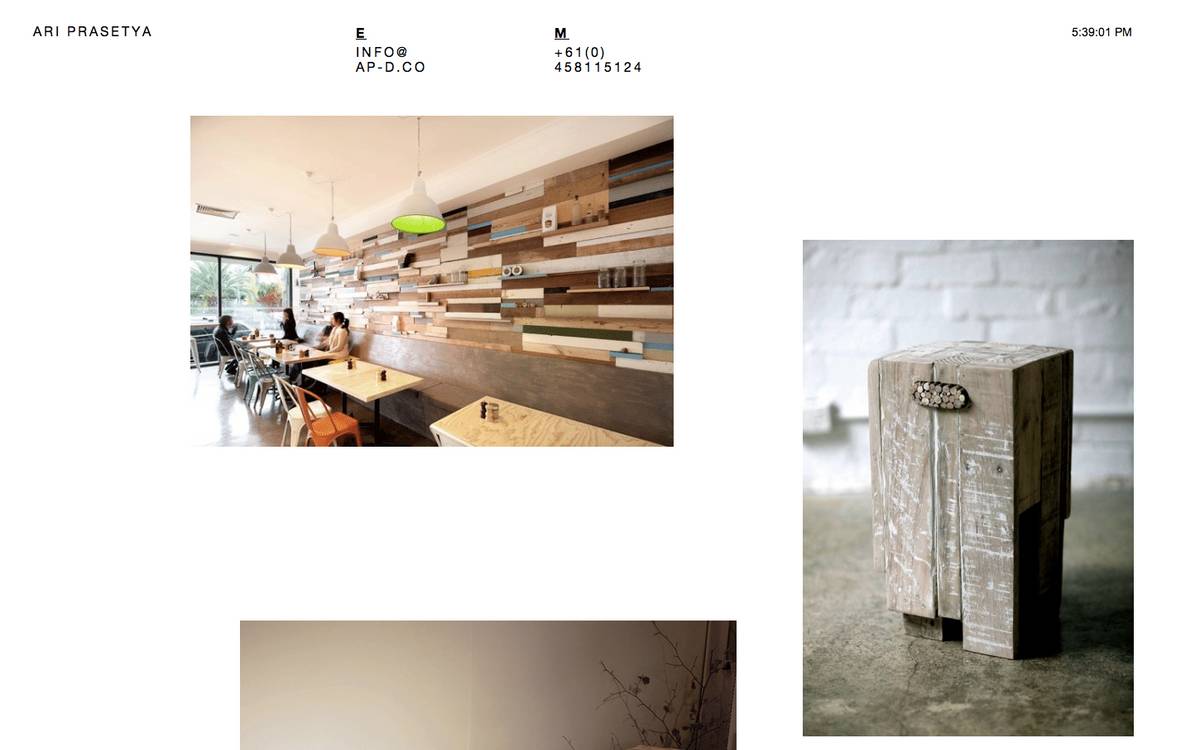 ARI PRASETYA
E
INFO@
AP-D.CO
M
+61(0)
458115124
5:39:01 PM